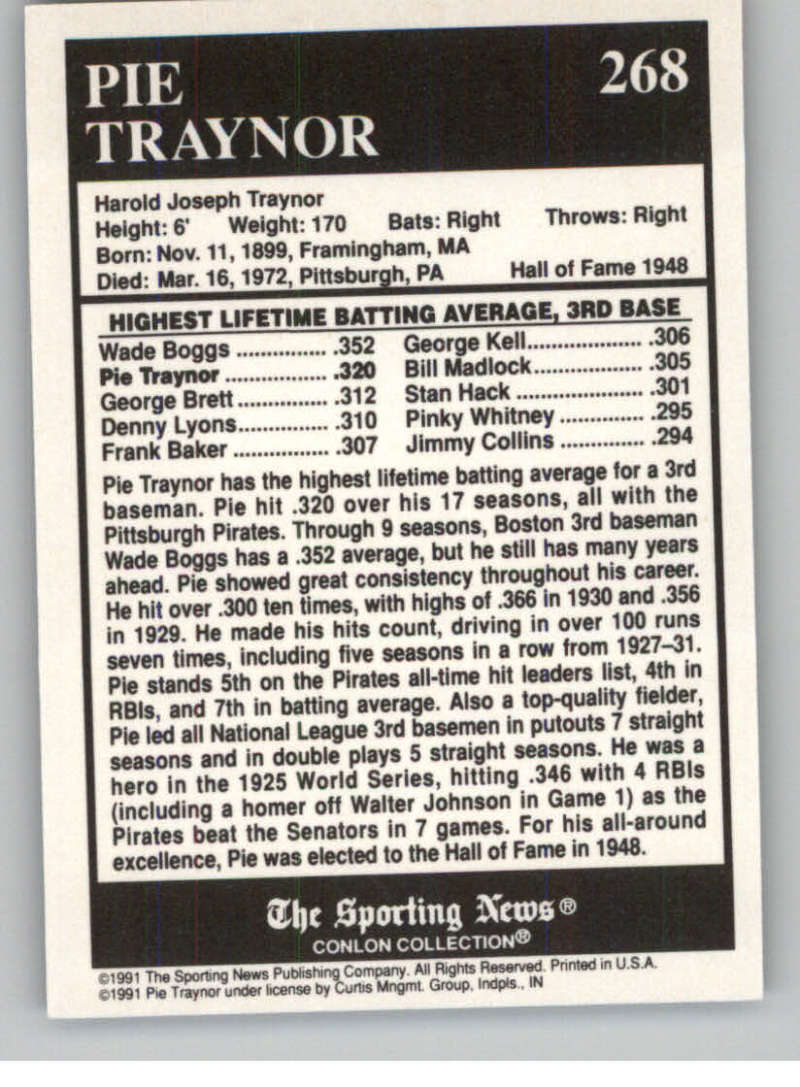 PIE
TRAYNOR
268
Harold Joseph Traynor
Height: 6' Weight: 170 Bats: Right Throws: Right
Born: Nov. 11, 1899, Framingham, MA
Died: Mar. 16, 1972, Pittsburgh, PA Hall of Fame 1948
HIGHEST LIFETIME BATTING AVERAGE, 3RD BASE
Wade Boggs ............... .352 George Kell................... .306
Pie Traynor ................. .320 Bill Madlock.................. .305
George Brett ............... .312 Stan Hack ..................... .301
Denny Lyons............... .310 Pinky Whitney .............. .295
Frank Baker ................ .307 Jimmy Collins .............. .294
Pie Traynor has the highest lifetime batting average for a 3rd
baseman. Pie hit .320 over his 17 seasons, all with the
Pittsburgh Pirates. Through 9 seasons, Boston 3rd baseman
Wade Boggs has a .352 average, but he still has many years
ahead. Pie showed great consistency throughout his career.
He hit over .300 ten times, with highs of .366 in 1930 and .356
in 1929. He made his hits count, driving in over 100 runs
seven times, including five seasons in a row from 1927–31.
Pie stands 5th on the Pirates all-time hit leaders list, 4th in
RBIs, and 7th in batting average. Also a top-quality fielder,
Pie led all National League 3rd basemen in putouts 7 straight
seasons and in double plays 5 straight seasons. He was a
hero in the 1925 World Series, hitting .346 with 4 RBIs
(including a homer off Walter Johnson in Game 1) as the
Pirates beat the Senators in 7 games. For his all-around
excellence, Pie was elected to the Hall of Fame in 1948.
The Sporting News®
CONLON COLLECTION®
©1991 The Sporting News Publishing Company. All Rights Reserved. Printed in U.S.A.
©1991 Pie Traynor under license by Curtis Mngmt. Group, Indpls., IN